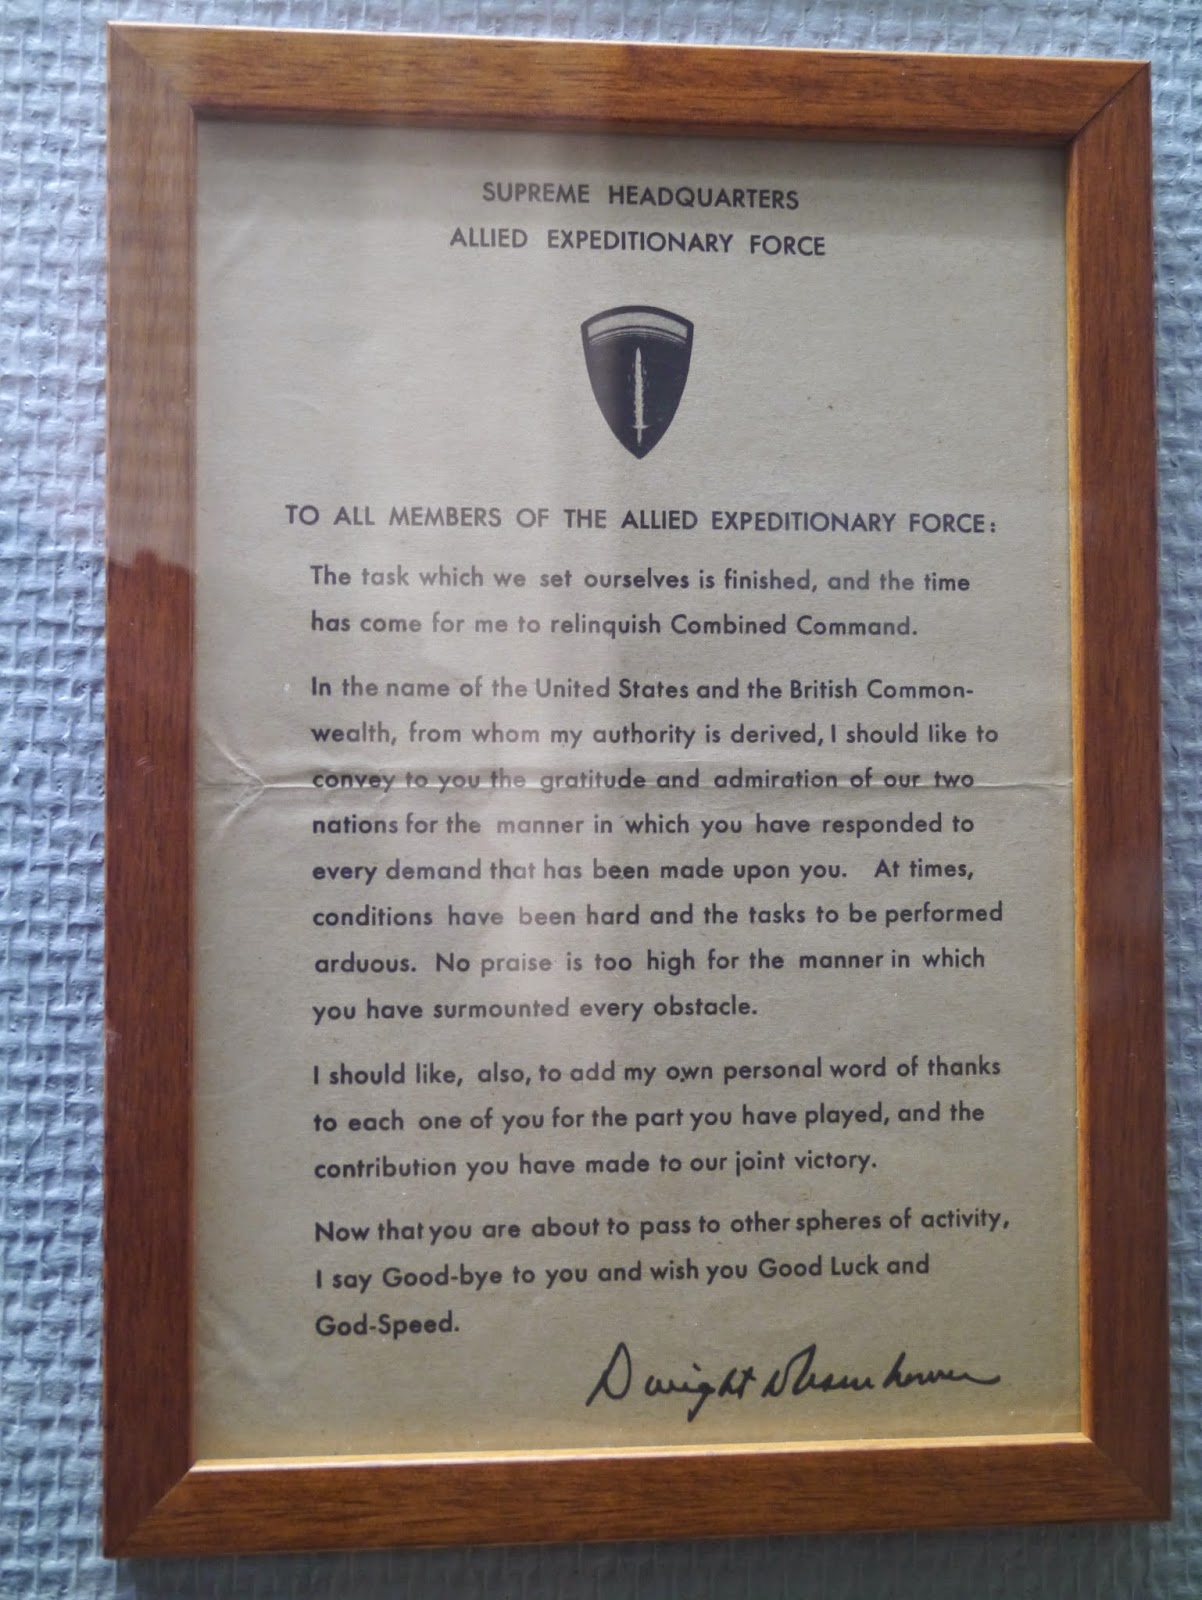 SUPREME HEADQUARTERS
ALLIED EXPEDITIONARY FORCE
TO ALL MEMBERS OF THE ALLIED EXPEDITIONARY FORCE:
The task which we set ourselves is finished, and the time
has come for me to relinquish Combined Command.
In the name of the United States and the British Common-
wealth, from whom my authority is derived, I should like to
convey to you the gratitude and admiration of our two
nations for the manner in which you have responded to
every demand that has been made upon you. At times,
conditions have been hard and the tasks to be performed
arduous. No praise is too high for the manner in which
you have surmounted every obstacle.
I should like, also, to add my own personal word of thanks
to each one of you for the part you have played, and the
contribution you have made to our joint victory.
Now that you are about to pass to other spheres of activity,
I say Good-bye to you and wish you Good Luck and
God-Speed.
Dwight D Eisenhower